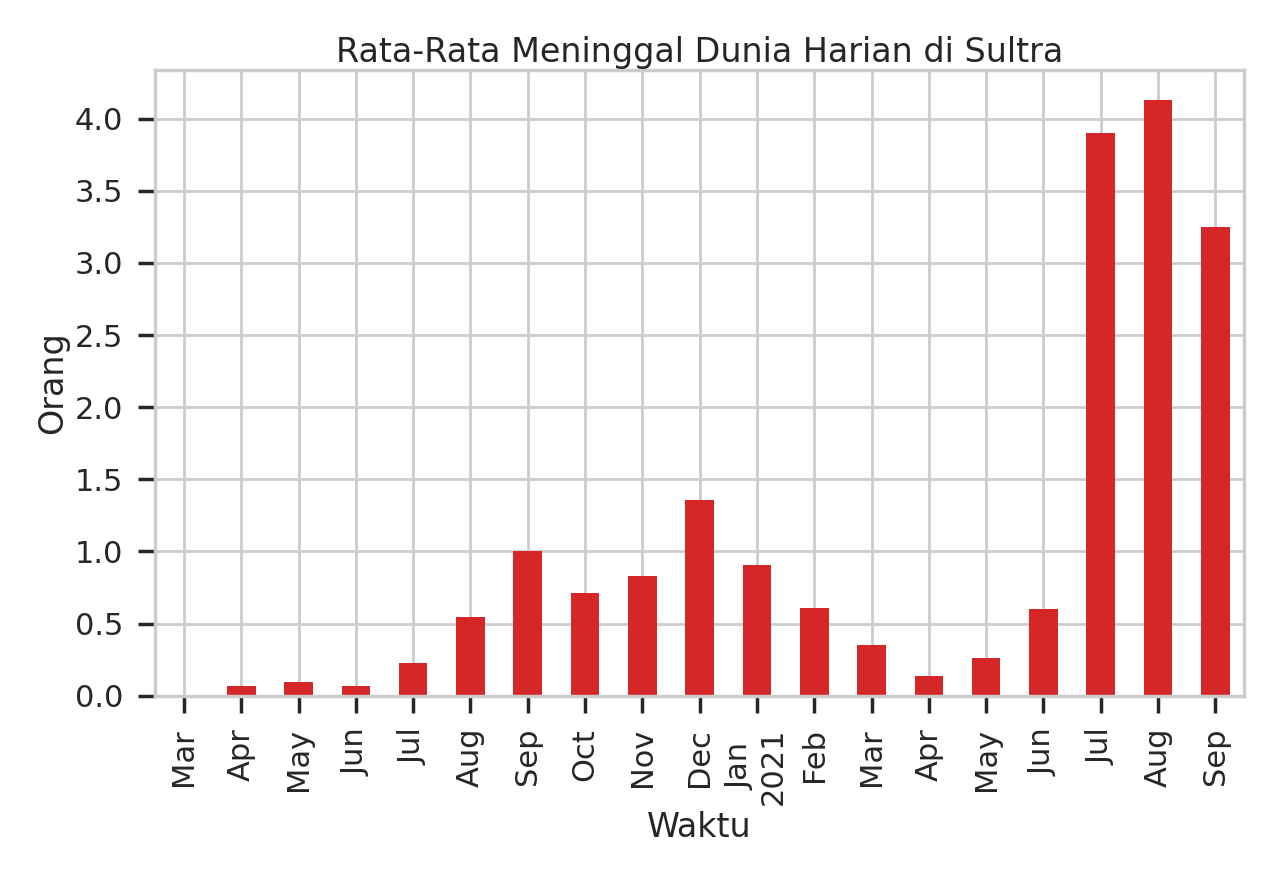 Rata-Rata Meninggal Dunia Harian di Sultra
Orang
4.0
3.5
3.0
2.5
2.0
1.5
1.0
0.5
0.0
Mar
Apr
May
Jun
Jul
Aug
Sep
Oct
Nov
Dec
Jan
2021
Feb
Mar
Apr
May
Jun
Jul
Aug
Sep
Waktu